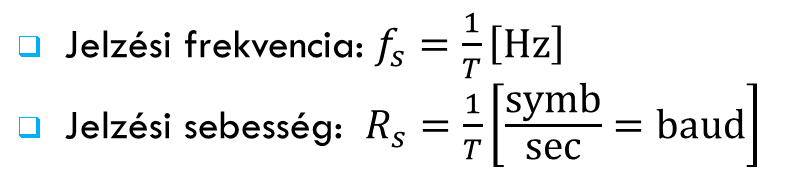 Jelzési frekvencia: f_s = 1/T [Hz]
Jelzési sebesség: R_s = 1/T [symb/sec = baud]